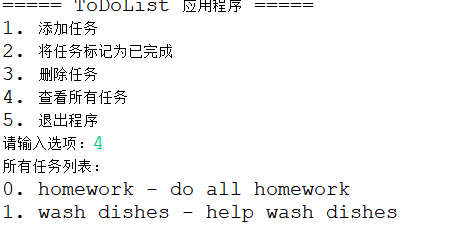 ===== ToDoList 应用程序 =====
1. 添加任务
2. 将任务标记为已完成
3. 删除任务
4. 查看所有任务
5. 退出程序
请输入选项：4
所有任务列表：
0. homework - do all homework
1. wash dishes - help wash dishes